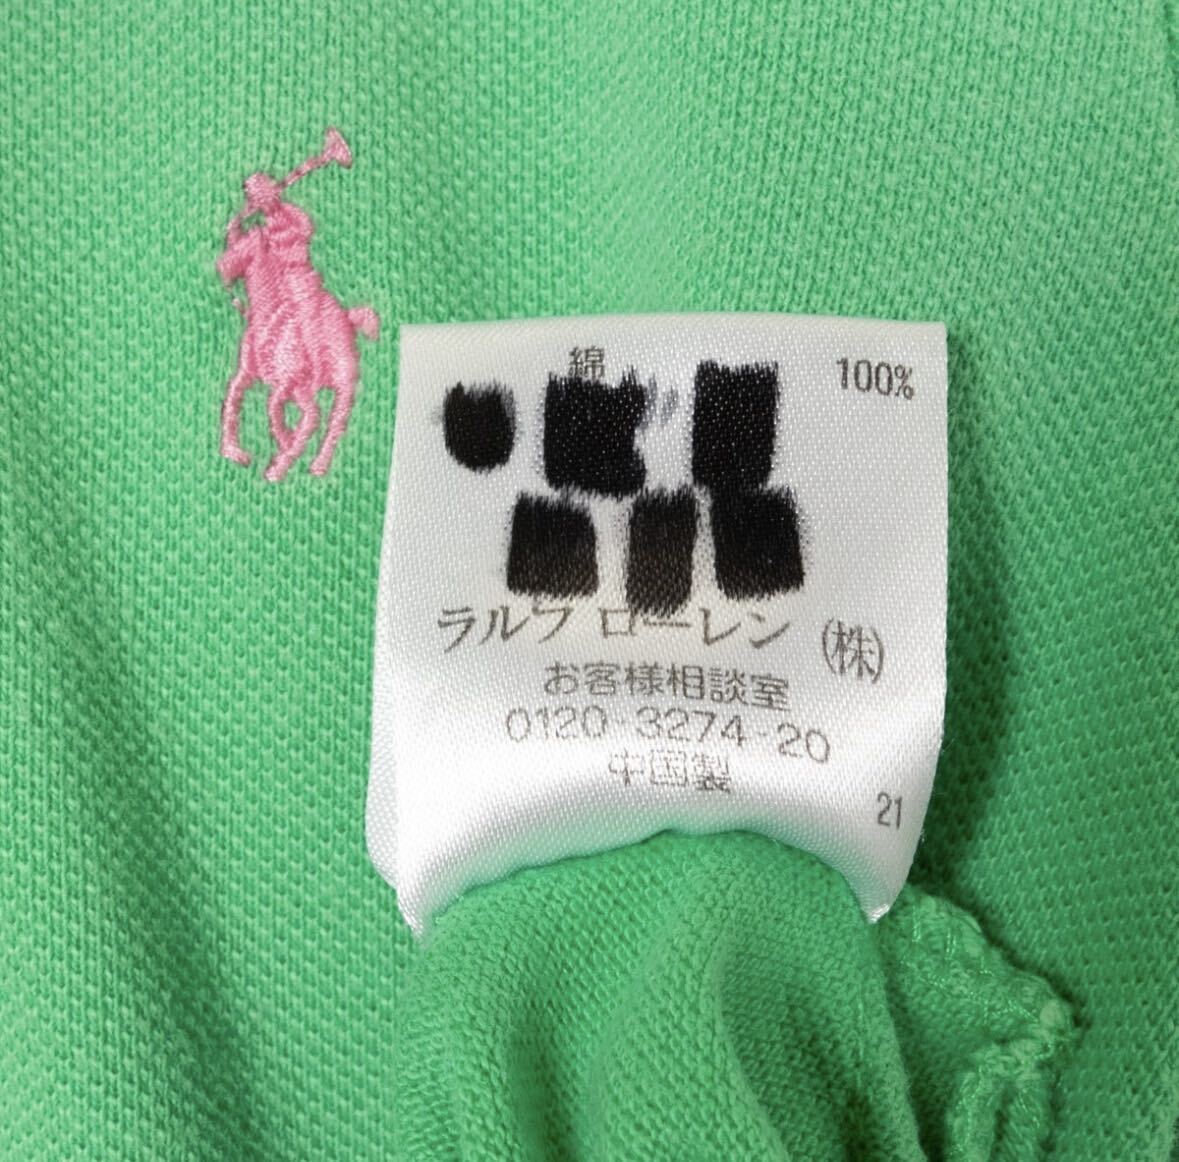 綿 100%
ラルフ ローレン (株)
お客様相談室
0120-3274-20
中国製
21